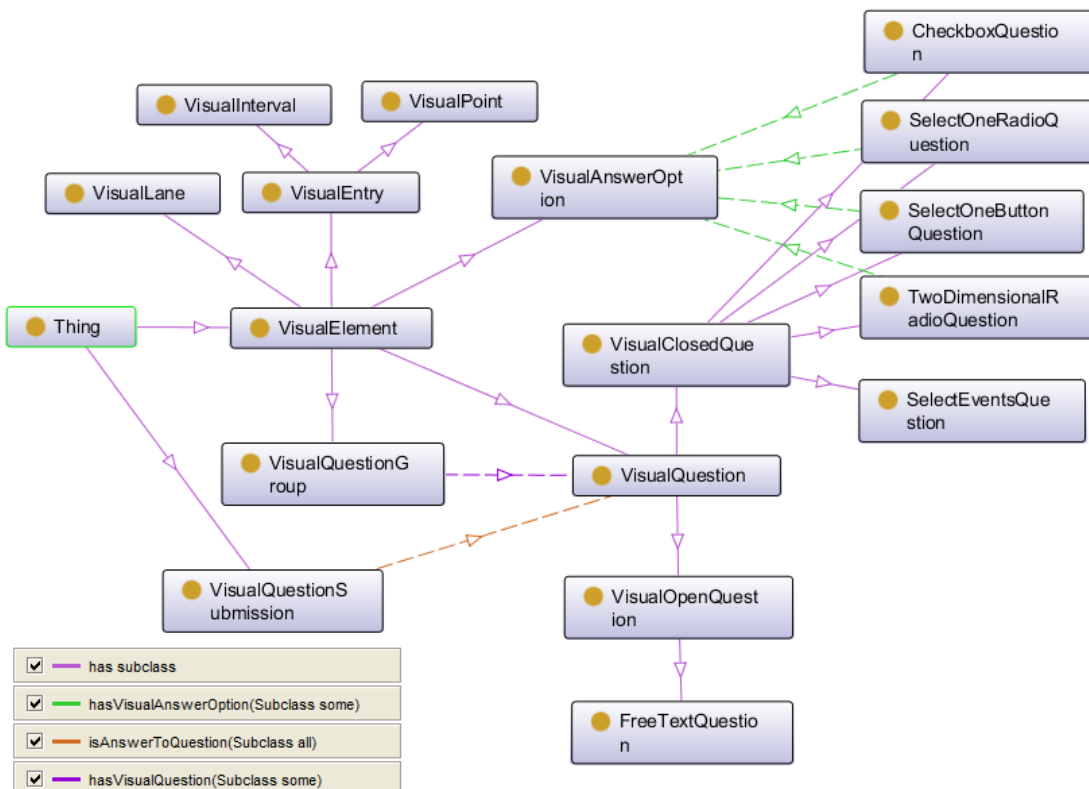 CheckboxQuestio
n
VisualInterval
VisualPoint
SelectOneRadioQ
uestion
VisualLane
VisualEntry
VisualAnswerOpt
ion
SelectOneButton
Question
Thing
VisualElement
TwoDimensionalR
adioQuestion
VisualClosedQue
stion
SelectEventsQue
stion
VisualQuestionG
roup
VisualQuestion
VisualQuestionS
ubmission
VisualOpenQuest
ion
FreeTextQuestio
n
has subclass
hasVisualAnswerOption(Subclass some)
isAnswerToQuestion(Subclass all)
hasVisualQuestion(Subclass some)